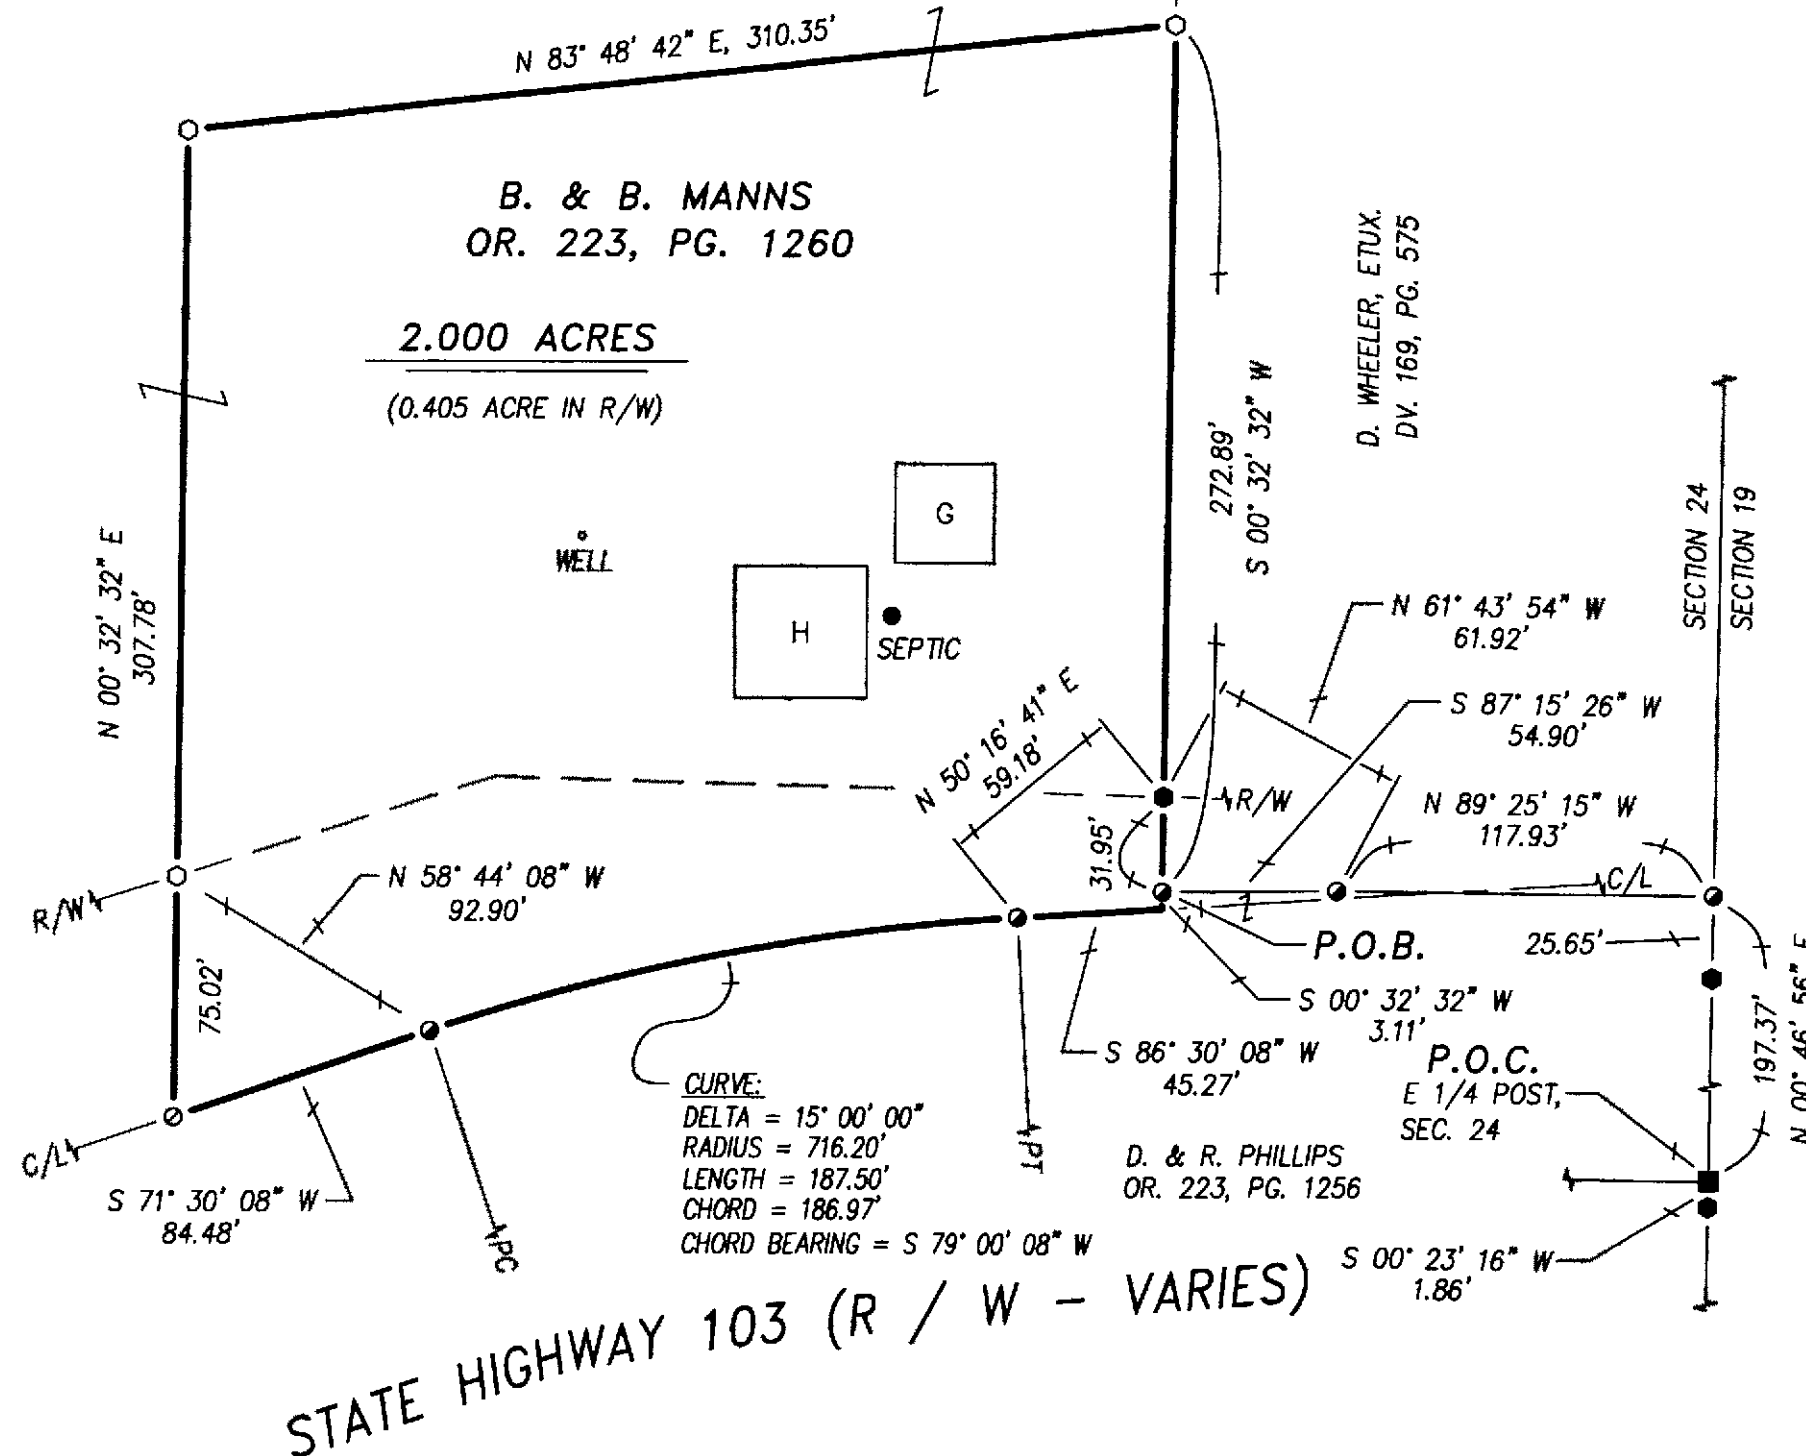 N 83° 48' 42" E, 310.35'
B. & B. MANNS
OR. 223, PG. 1260
2.000 ACRES
(0.405 ACRE IN R/W)
D. WHEELER, ETUX.
DV. 169, PG. 575
272.89'
S 00° 32' 32" W
SECTION 24
SECTION 19
G
WELL
H
SEPTIC
N 00° 32' 32" E
307.78'
N 61° 43' 54" W
61.92'
S 87° 15' 26" W
54.90'
N 50° 16' 41" E
59.18'
R/W
N 89° 25' 15" W
117.93'
31.95'
C/L
N 58° 44' 08" W
92.90'
R/W
75.02'
P.O.B.
25.65'
S 00° 32' 32" W
3.11'
197.37'
N 00° 46' 56" E
S 86° 30' 08" W
45.27'
P.O.C.
E 1/4 POST,
SEC. 24
C/L
S 71° 30' 08" W
84.48'
PC
PT
CURVE:
DELTA = 15° 00' 00"
RADIUS = 716.20'
LENGTH = 187.50'
CHORD = 186.97'
CHORD BEARING = S 79° 00' 08" W
D. & R. PHILLIPS
OR. 223, PG. 1256
S 00° 23' 16" W
1.86'
STATE HIGHWAY 103 (R / W - VARIES)